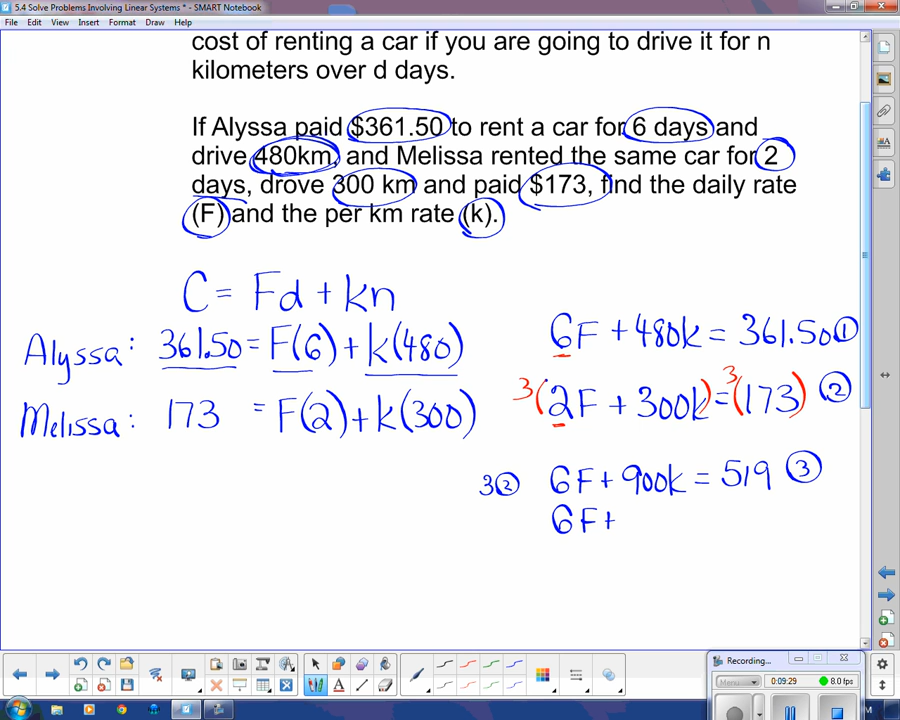 5.4 Solve Problems Involving Linear Systems * - SMART Notebook
File Edit View Insert Format Draw Help
cost of renting a car if you are going to drive it for n
kilometers over d days.
If Alyssa paid $361.50 to rent a car for 6 days and
drive 480km, and Melissa rented the same car for 2
days, drove 300 km and paid $173, find the daily rate
(F) and the per km rate (k).
C = Fd + kn
Alyssa: 361.50 = F(6) + k(480)
Melissa: 173 = F(2) + k(300)
6F + 480k = 361.50 ①
3(2F + 300k) = 3(173) ②
3② 6F + 900k = 519 ③
6F +
Recording...
Menu
0:09:29
8.0 fps